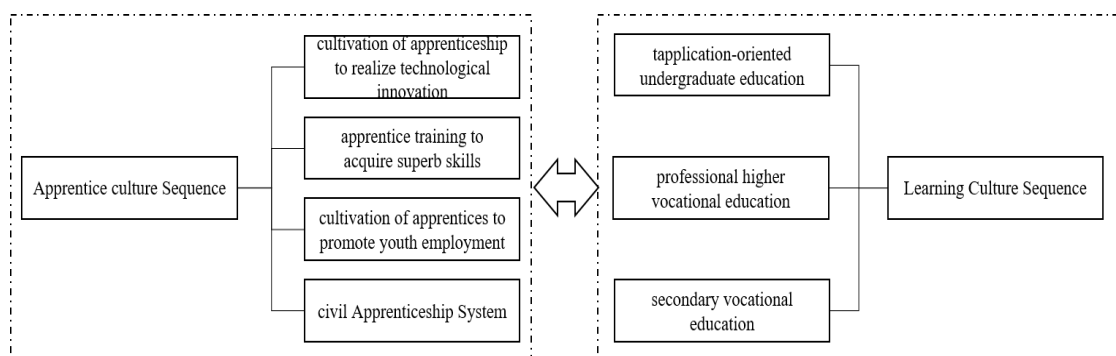 Apprentice culture Sequence
cultivation of apprenticeship
to realize technological
innovation
apprentice training to
acquire superb skills
cultivation of apprentices to
promote youth employment
civil Apprenticeship System
tapplication-oriented
undergraduate education
professional higher
vocational education
secondary vocational
education
Learning Culture Sequence